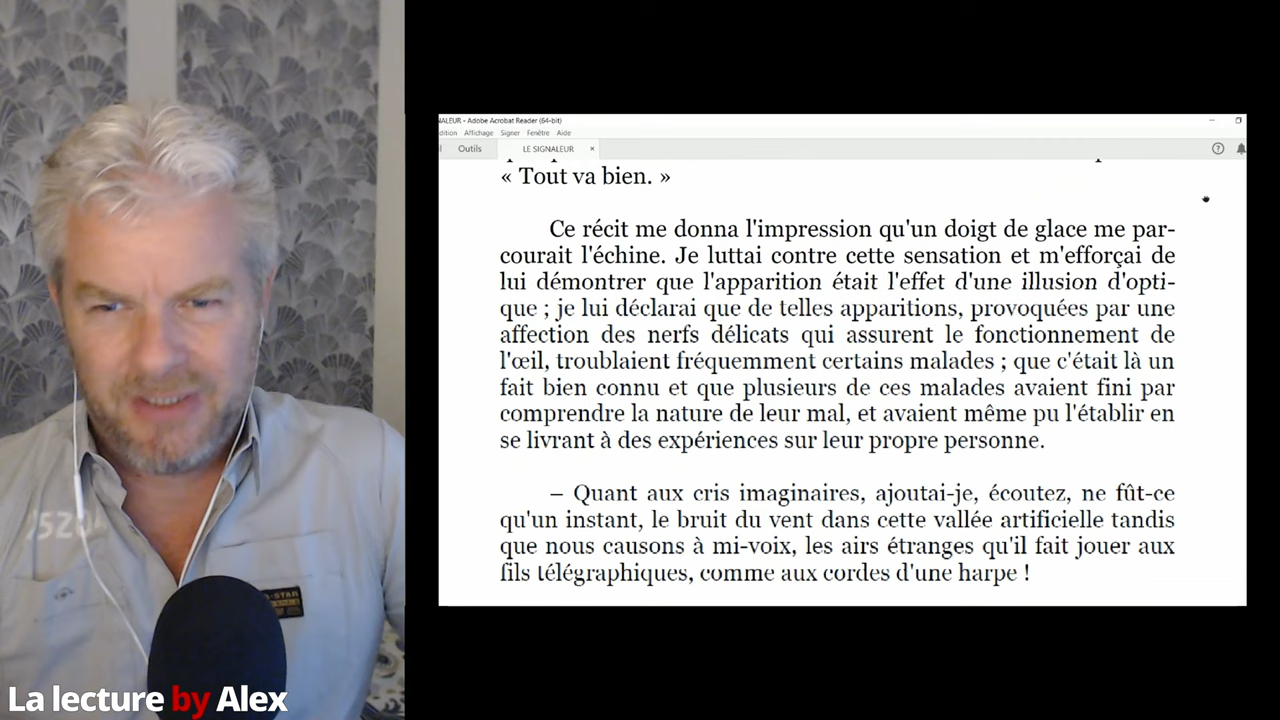 - Adobe Acrobat Reader (64-bit)
Affichage Signer Fenêtre Aide
Outils LE SIGNALEUR ×
« Tout va bien. »
Ce récit me donna l'impression qu'un doigt de glace me par-
courait l'échine. Je luttai contre cette sensation et m'efforçai de
lui démontrer que l'apparition était l'effet d'une illusion d'opti-
que ; je lui déclarai que de telles apparitions, provoquées par une
affection des nerfs délicats qui assurent le fonctionnement de
l'œil, troublaient fréquemment certains malades ; que c'était là un
fait bien connu et que plusieurs de ces malades avaient fini par
comprendre la nature de leur mal, et avaient même pu l'établir en
se livrant à des expériences sur leur propre personne.
– Quant aux cris imaginaires, ajoutai-je, écoutez, ne fût-ce
qu'un instant, le bruit du vent dans cette vallée artificielle tandis
que nous causons à mi-voix, les airs étranges qu'il fait jouer aux
fils télégraphiques, comme aux cordes d'une harpe !
La lecture by Alex